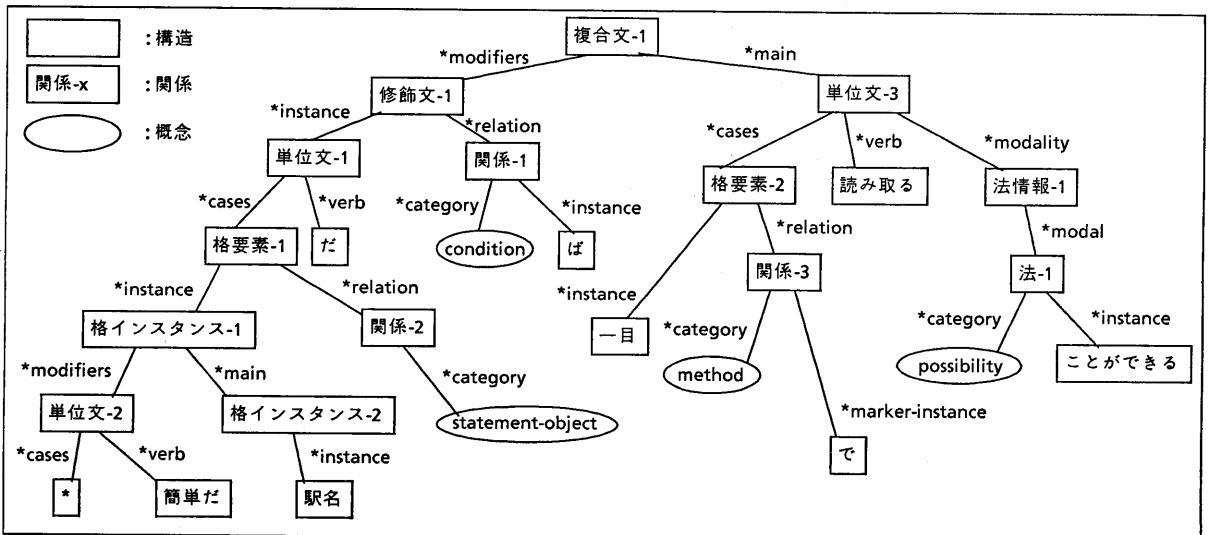 :構造
関係-x :関係
:概念
複合文-1
*modifiers *main
修飾文-1 単位文-3
*instance *relation *cases *verb *modality
単位文-1 関係-1 格要素-2 読み取る 法情報-1
*cases *verb *category *instance *relation *modal
格要素-1 だ condition ば 関係-3 法-1
*instance *relation *instance *category *category *instance
格インスタンス-1 関係-2 一目 method possibility ことができる
*modifiers *main *category *marker-instance
単位文-2 格インスタンス-2 statement-object で
*cases *verb *instance
* 簡単だ 駅名